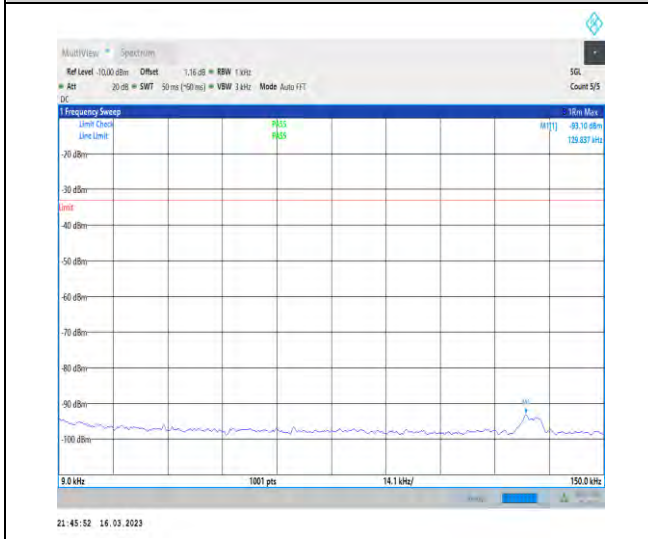 MultiView Spectrum
Ref Level -10.00 dBm Offset 1.16 dB RBW 1 kHz SGL
Att 20 dB SWT 50 ms (~60 ms) VBW 3 kHz Mode Auto FFT Count 5/5
DC
1 Frequency Sweep 1Rm Max
Limit Check PASS M1[1] -93.10 dBm
Line Limit PASS 129.837 kHz
-20 dBm
-30 dBm
Limit
-40 dBm
-50 dBm
-60 dBm
-70 dBm
-80 dBm
-90 dBm
M1
-100 dBm
9.0 kHz 1001 pts 14.1 kHz/ 150.0 kHz
21:45:52 16.03.2023